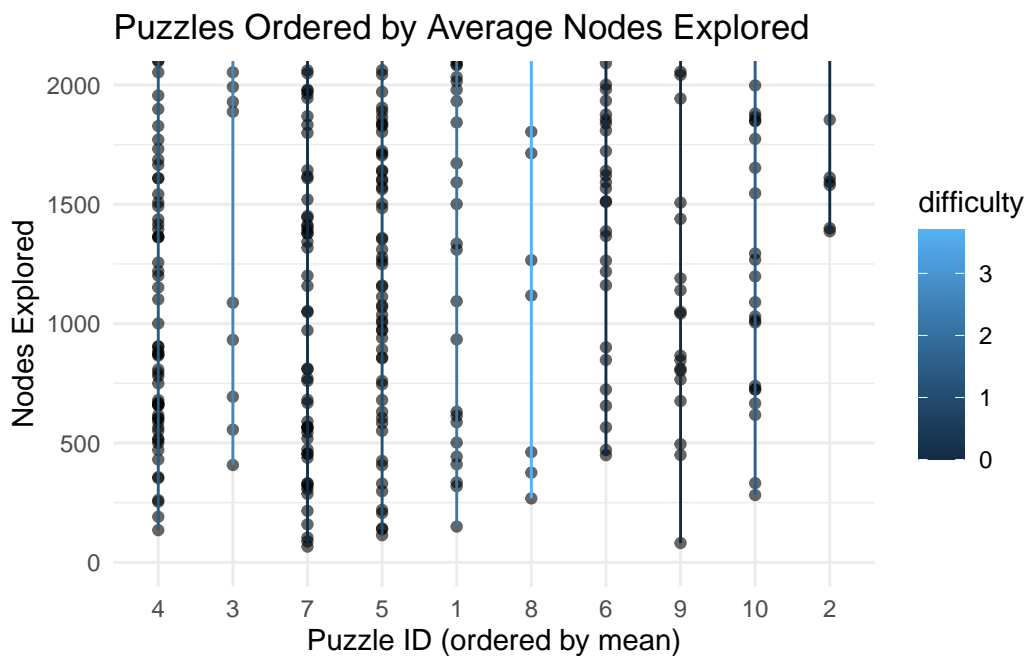 Puzzles Ordered by Average Nodes Explored
Nodes Explored
2000
1500
1000
500
0
4 3 7 5 1 8 6 9 10 2
Puzzle ID (ordered by mean)
difficulty
3
2
1
0